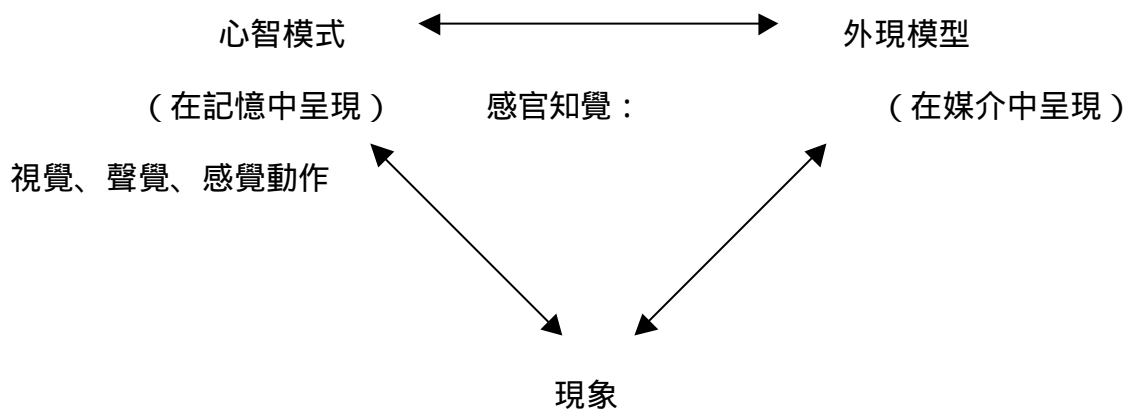 心智模式 外現模型
（在記憶中呈現） 感官知覺： （在媒介中呈現）
視覺、聲覺、感覺動作
現象